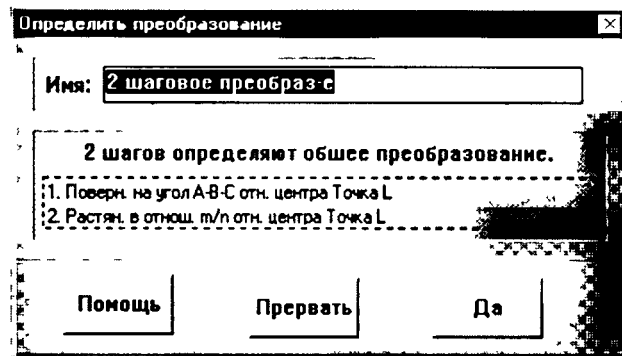 Определить преобразование
Имя: 2 шаговое преобраз-е
2 шагов определяют обшее преобразование.
1. Поверн. на угол A-B-C отн. центра Точка L
2. Растян. в отнош. m/n отн. центра Точка L
Помощь Прервать Да